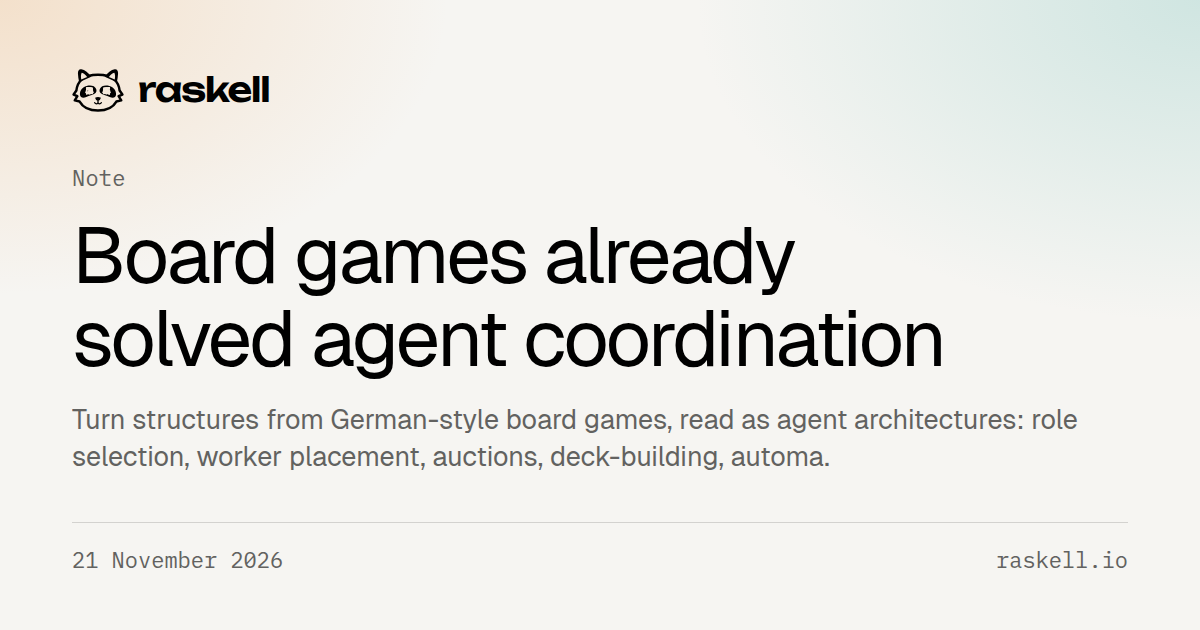 raskell
Note
Board games already
solved agent coordination
Turn structures from German-style board games, read as agent architectures: role
selection, worker placement, auctions, deck-building, automa.
21 November 2026
raskell.io